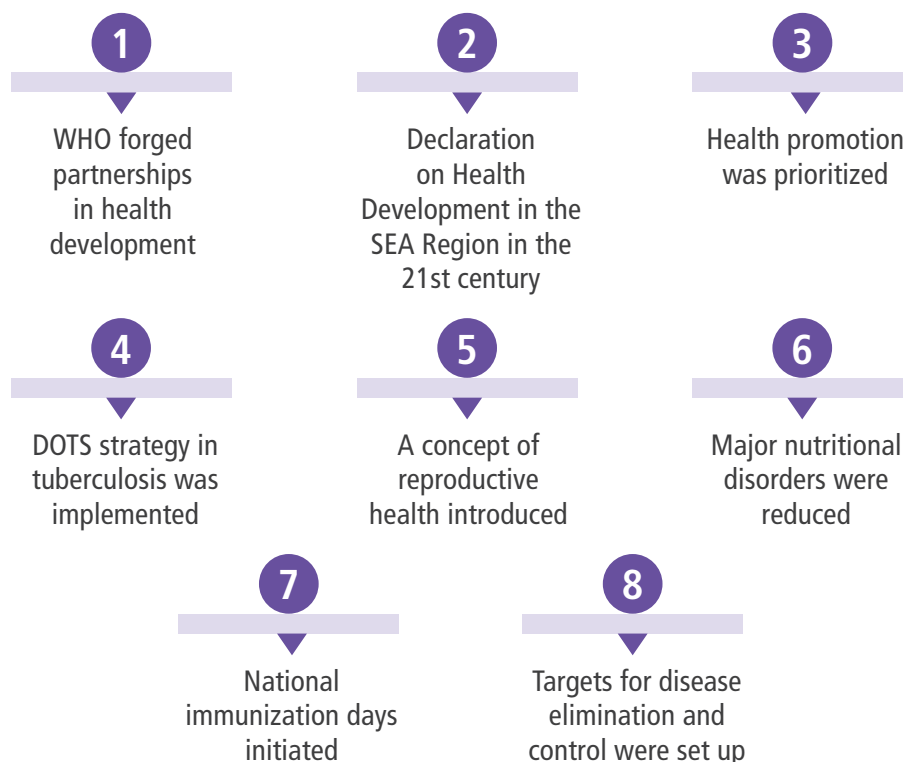 1
WHO forged
partnerships
in health
development
2
Declaration
on Health
Development in the
SEA Region in the
21st century
3
Health promotion
was prioritized
4
DOTS strategy in
tuberculosis was
implemented
5
A concept of
reproductive
health introduced
6
Major nutritional
disorders were
reduced
7
National
immunization days
initiated
8
Targets for disease
elimination and
control were set up